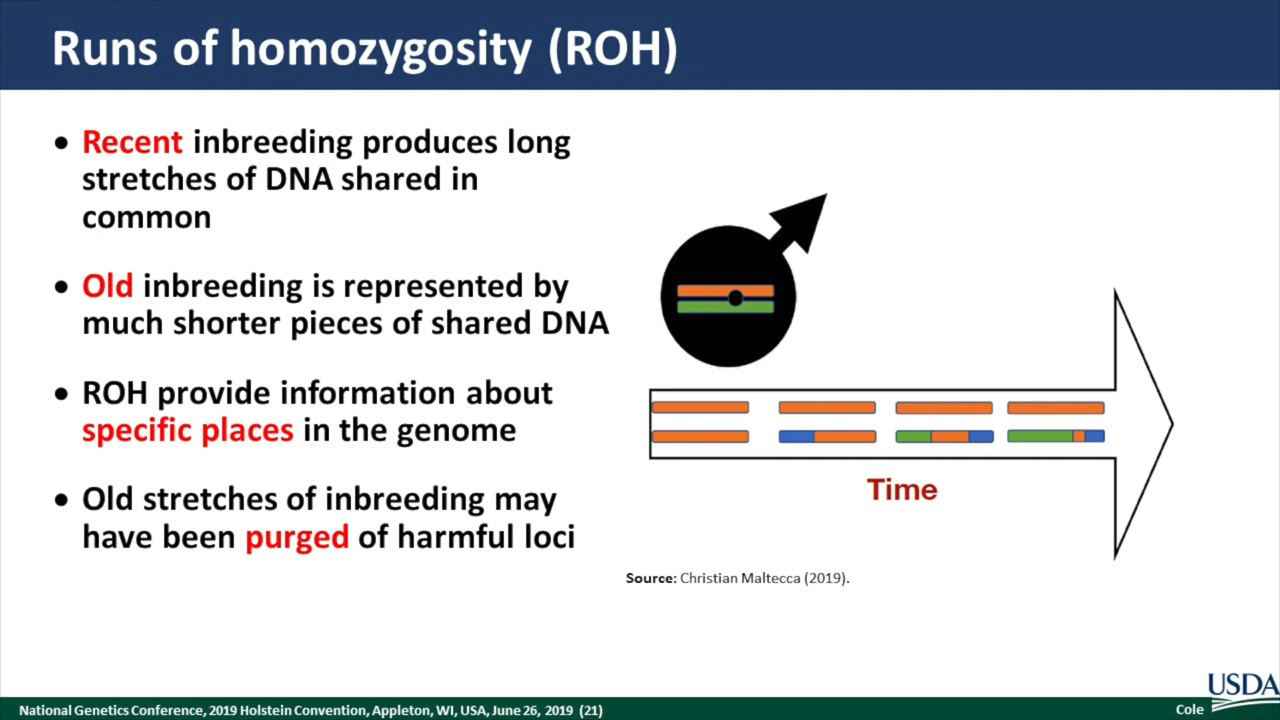 Runs of homozygosity (ROH)
• Recent inbreeding produces long
stretches of DNA shared in
common
• Old inbreeding is represented by
much shorter pieces of shared DNA
• ROH provide information about
specific places in the genome
• Old stretches of inbreeding may
have been purged of harmful loci
Time
Source: Christian Maltecca (2019).
National Genetics Conference, 2019 Holstein Convention, Appleton, WI, USA, June 26, 2019 (21)
Cole
USDA